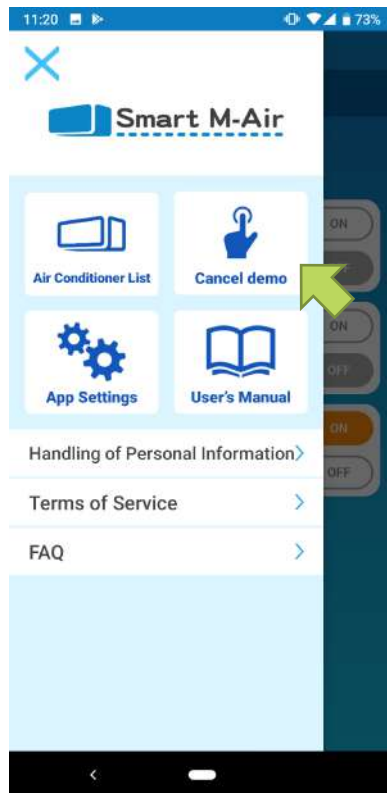 11:20 73%
Smart M-Air
ON
Air Conditioner List Cancel demo
ON
OFF
App Settings User's Manual
ON
Handling of Personal Information
OFF
Terms of Service
FAQ